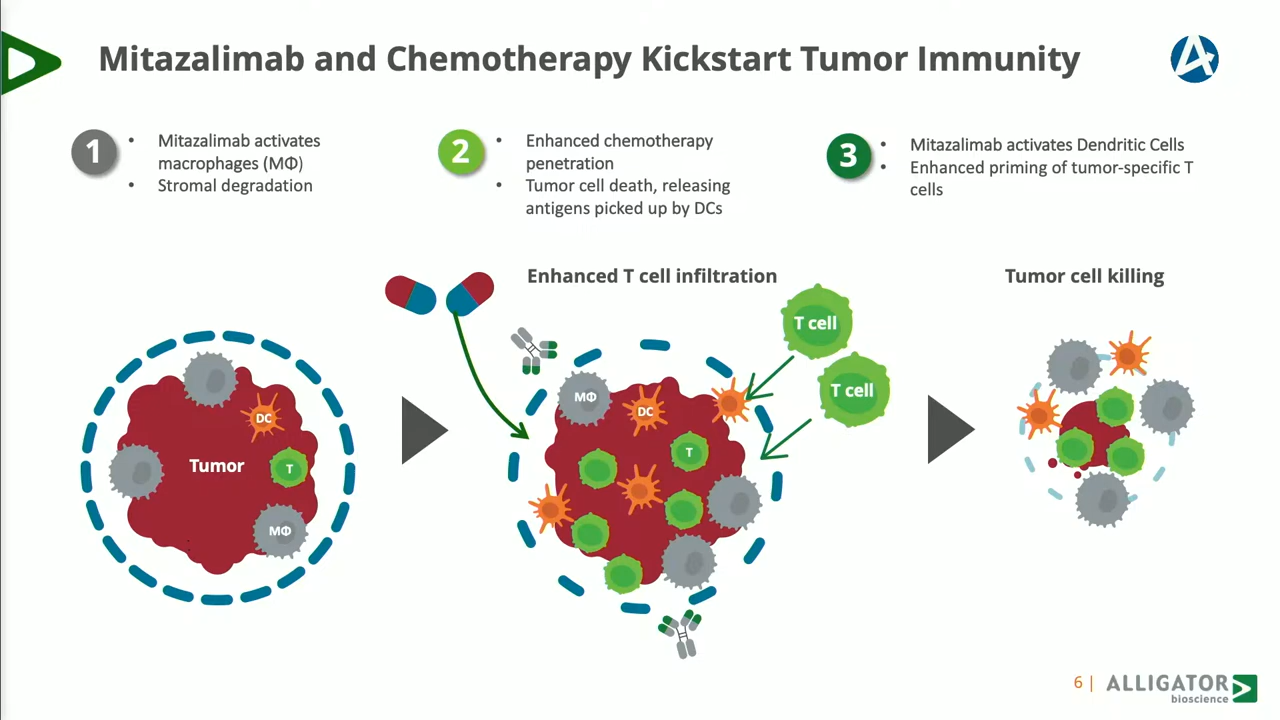 Mitazalimab and Chemotherapy Kickstart Tumor Immunity
1
• Mitazalimab activates
macrophages (MΦ)
• Stromal degradation
2
• Enhanced chemotherapy
penetration
• Tumor cell death, releasing
antigens picked up by DCs
3
• Mitazalimab activates Dendritic Cells
• Enhanced priming of tumor-specific T
cells
Enhanced T cell infiltration
Tumor cell killing
DC
Tumor
T
MΦ
MΦ
DC
T
T cell
T cell
6 |
ALLIGATOR
bioscience